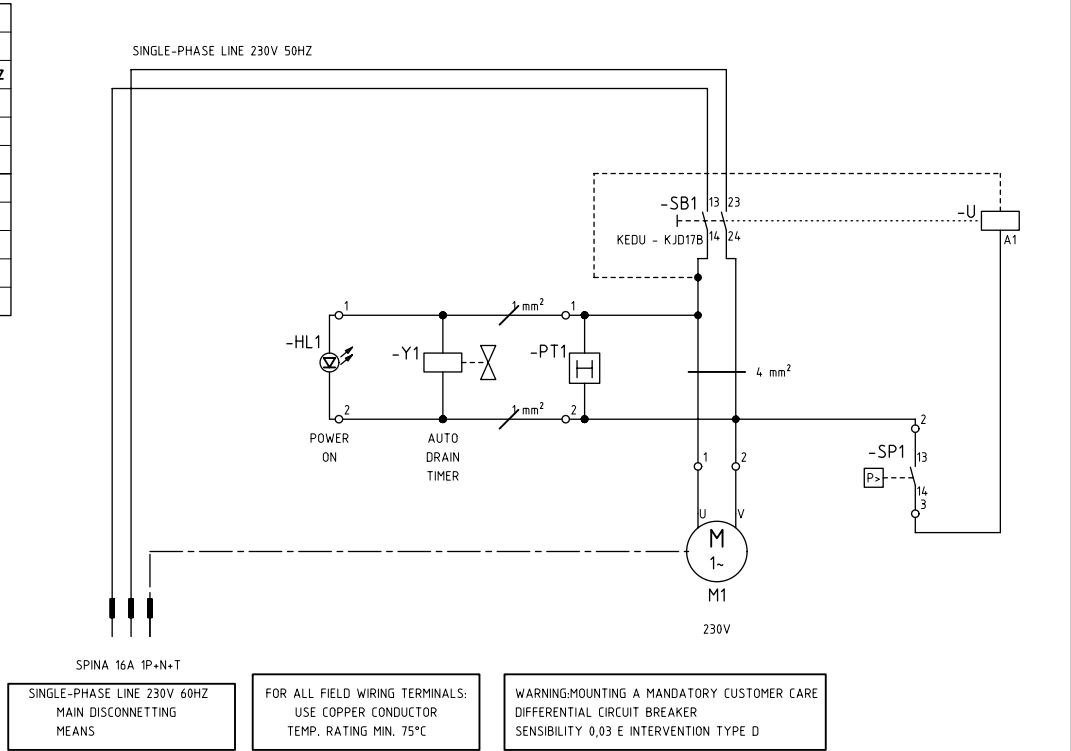 SINGLE-PHASE LINE 230V 50HZ
Z
-SB1 13 23
-U
KEDU - KJD17B 14 24
A1
1 1 mm² 1
-HL1
-Y1
-PT1
4 mm²
2 1 mm² 2
2
POWER
ON
AUTO
DRAIN
TIMER
-SP1
13
P>
14
3
1 2
U V
M
1~
M1
230V
SPINA 16A 1P+N+T
SINGLE-PHASE LINE 230V 60HZ
MAIN DISCONNETTING
MEANS
FOR ALL FIELD WIRING TERMINALS:
USE COPPER CONDUCTOR
TEMP. RATING MIN. 75°C
WARNING:MOUNTING A MANDATORY CUSTOMER CARE
DIFFERENTIAL CIRCUIT BREAKER
SENSIBILITY 0,03 E INTERVENTION TYPE D